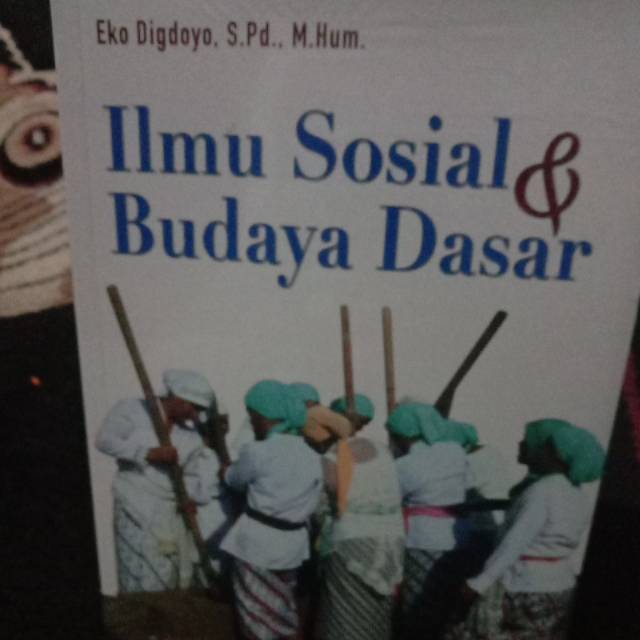 Eko Digdoyo, S.Pd., M.Hum.
Ilmu Sosial &
Budaya Dasar